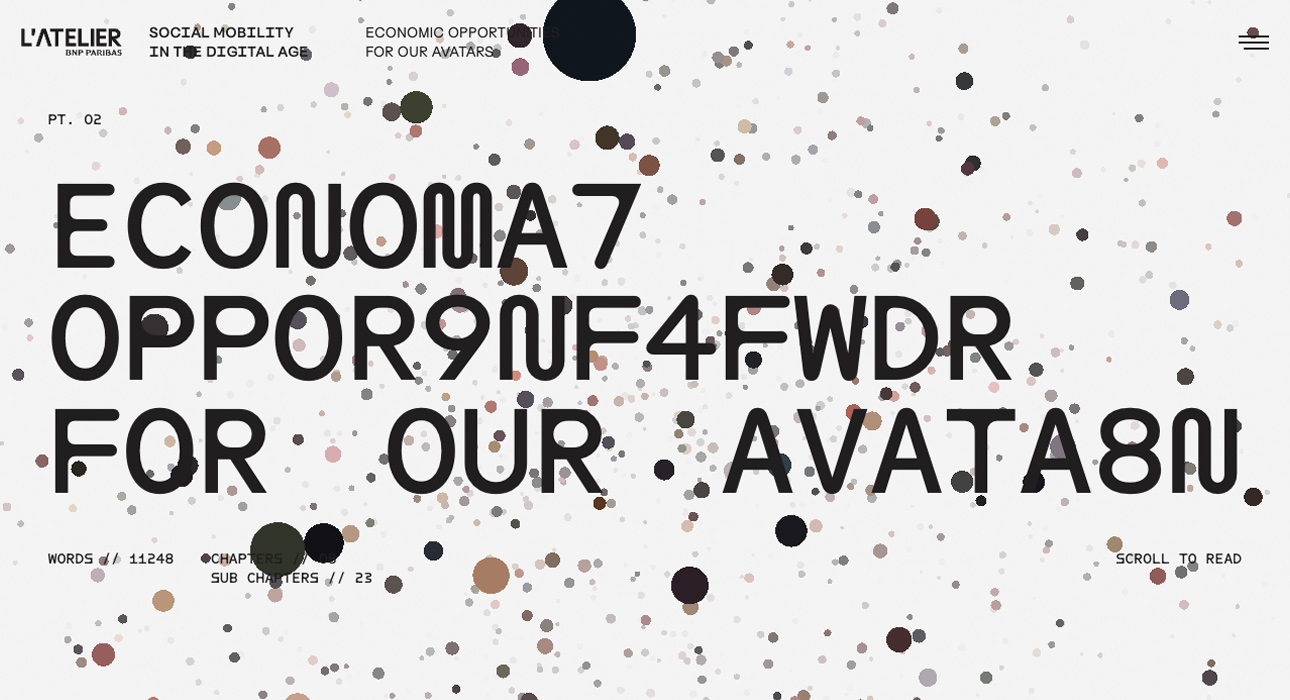 L'ATELIER
BNP PARIBAS
SOCIAL MOBILITY
IN THE DIGITAL AGE
ECONOMIC OPPORTUNITIES
FOR OUR AVATARS
PT. 02
ECONOMA7
OPPOR9NF4FWDR
FOR OUR AVATA8N
WORDS // 11248
CHAPTERS // 08
SUB CHAPTERS // 23
SCROLL TO READ